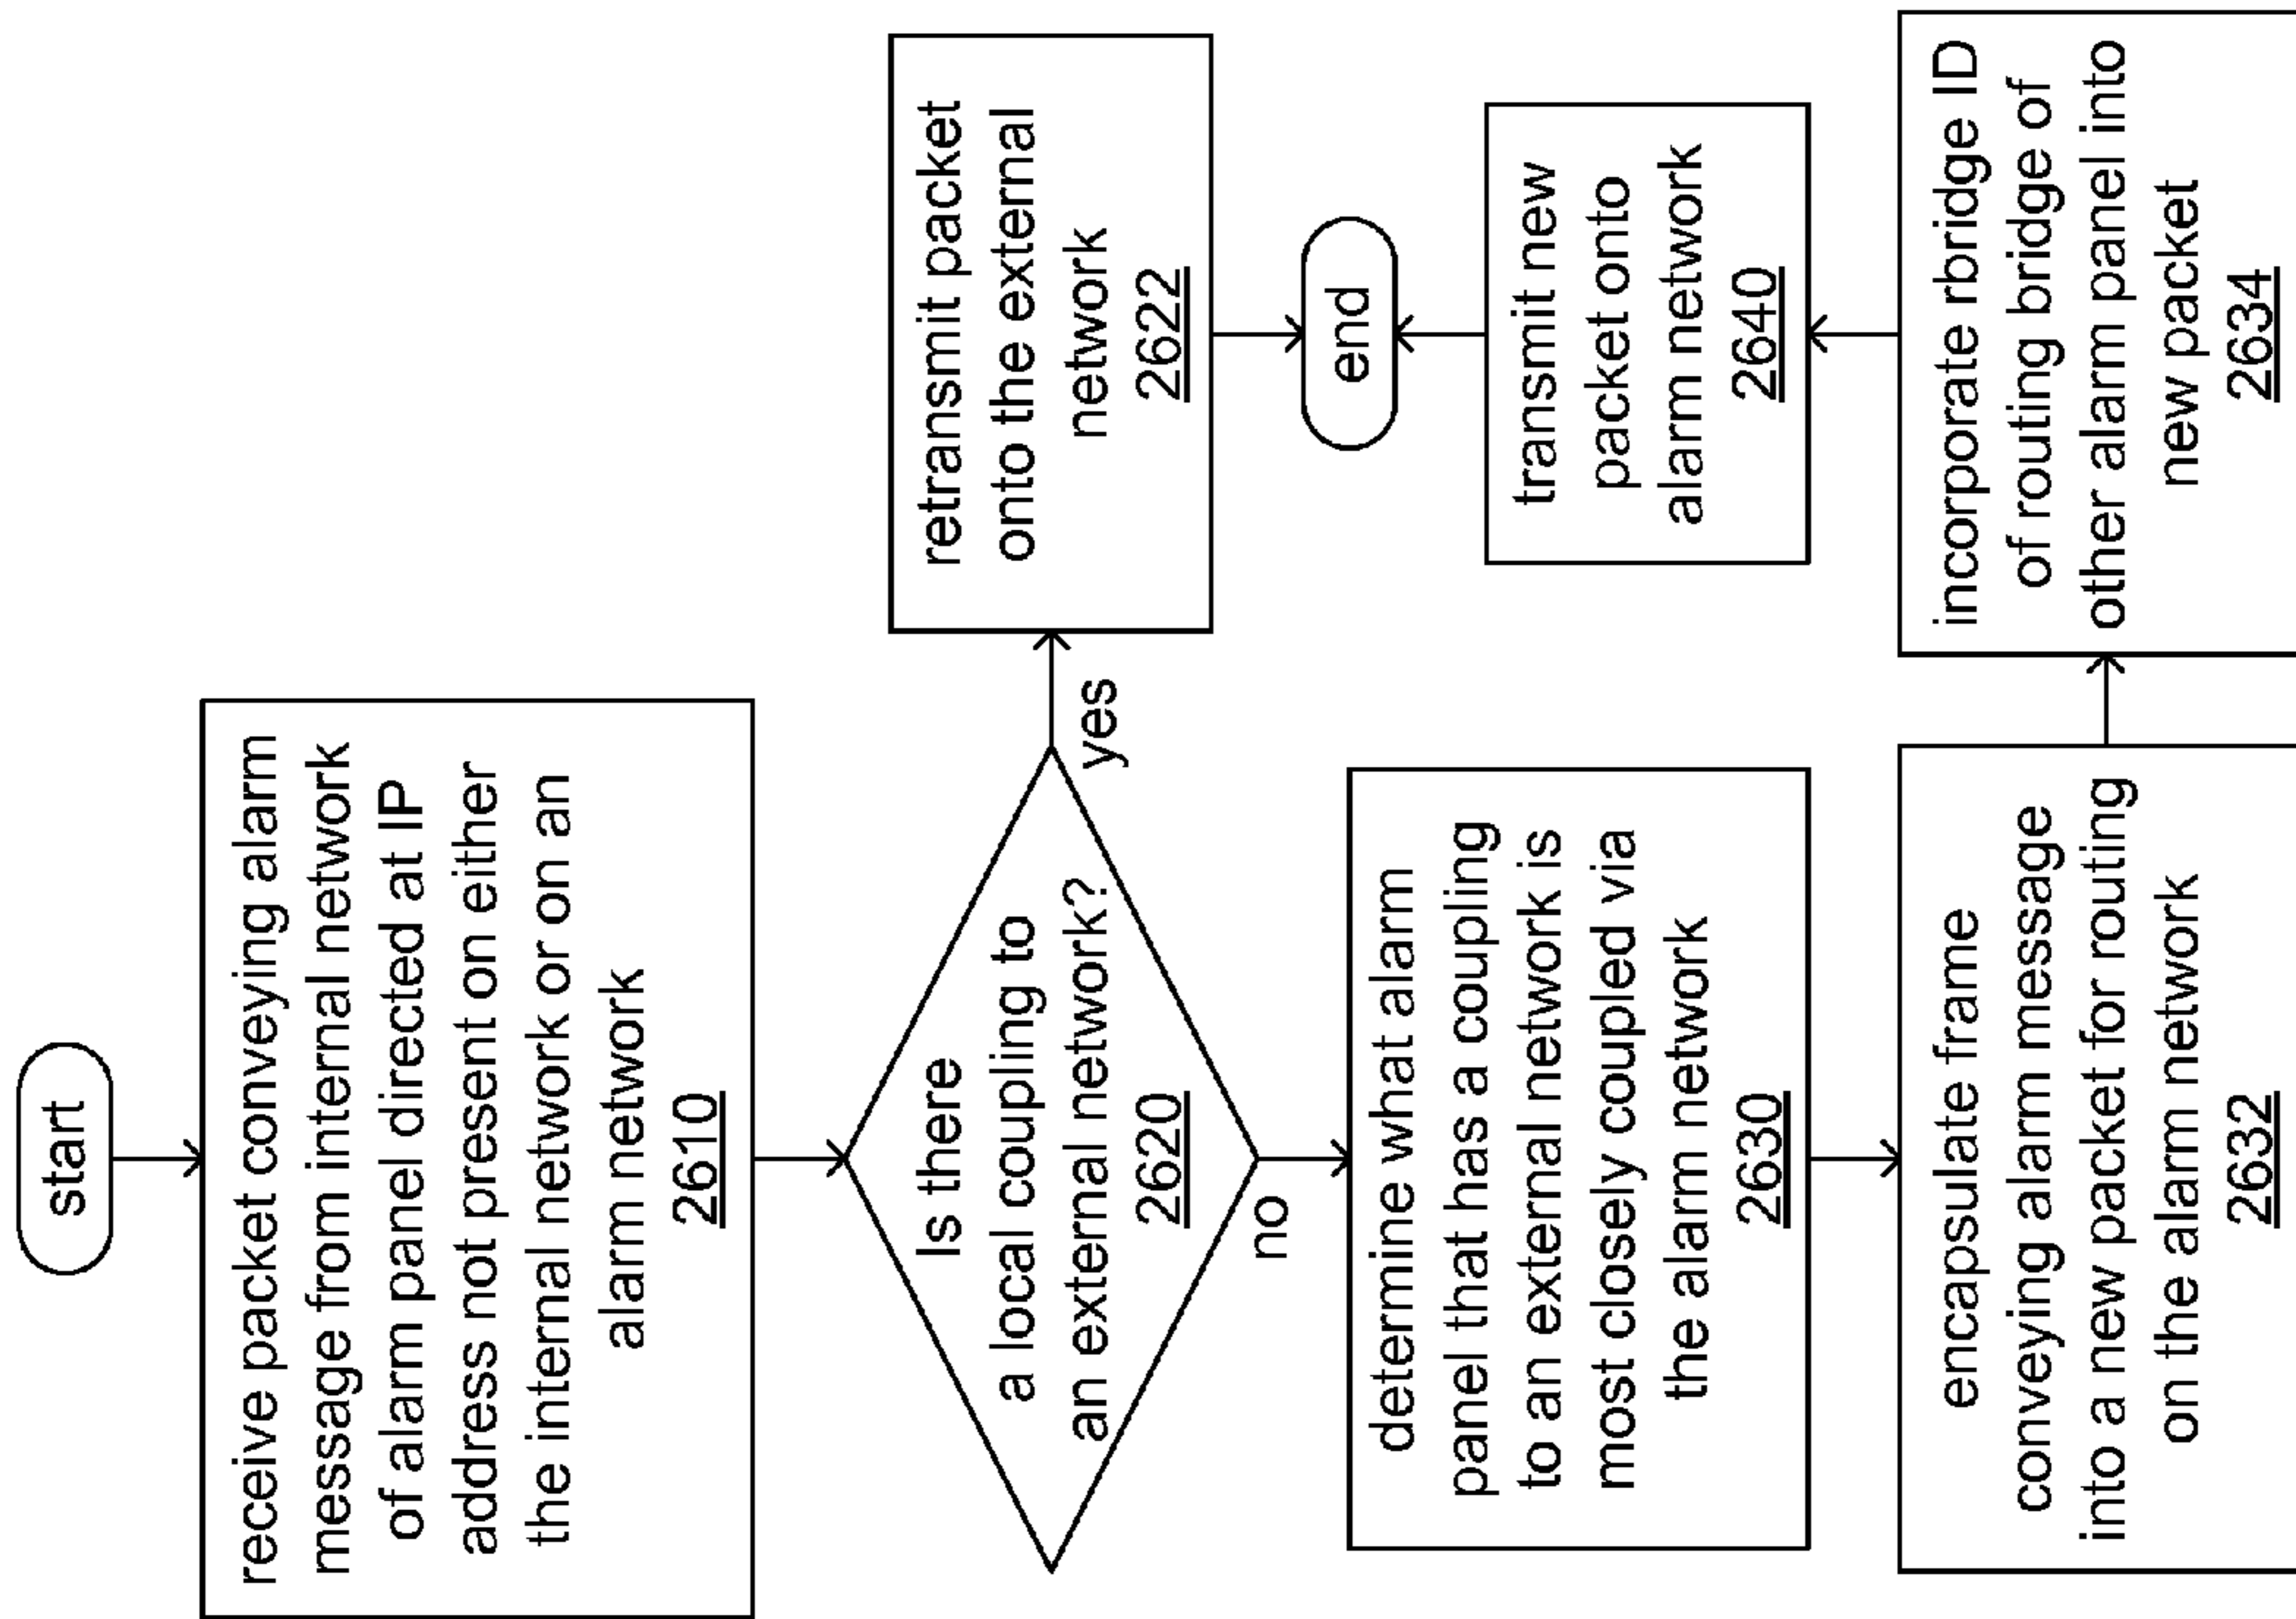 start
receive packet conveying alarm
message from internal network
of alarm panel directed at IP
address not present on either
the internal network or on an
alarm network
2610
Is there
a local coupling to
an external network?
2620
yes
no
retransmit packet
onto the external
network
2622
determine what alarm
panel that has a coupling
to an external network is
most closely coupled via
the alarm network
2630
encapsulate frame
conveying alarm message
into a new packet for routing
on the alarm network
2632
incorporate rbridge ID
of routing bridge of
other alarm panel into
new packet
2634
transmit new
packet onto
alarm network
2640
end